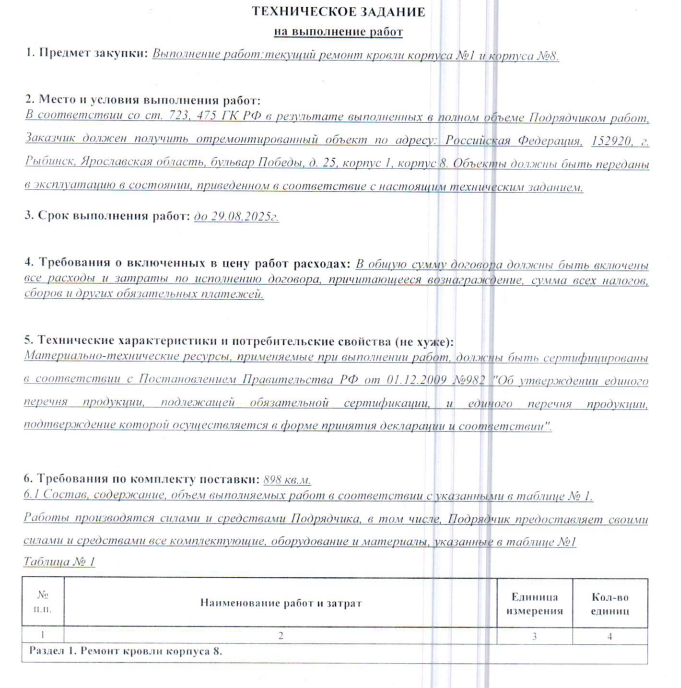 ТЕХНИЧЕСКОЕ ЗАДАНИЕ
на выполнение работ
1. Предмет закупки: Выполнение работ:текущий ремонт кровли корпуса №1 и корпуса №8.
2. Место и условия выполнения работ:
В соответствии со ст. 723, 475 ГК РФ в результате выполненных в полном объеме Подрядчиком работ,
Заказчик должен получить отремонтированный объект по адресу: Российская Федерация, 152920, г.
Рыбинск, Ярославская область, бульвар Победы, д. 25, корпус 1, корпус 8. Объекты должны быть переданы
в эксплуатацию в состоянии, приведенном в соответствие с настоящим техническим заданием.
3. Срок выполнения работ: до 29.08.2025г.
4. Требования о включенных в цену работ расходах: В общую сумму договора должны быть включены
все расходы и затраты по исполнению договора, причитающееся вознаграждение, сумма всех налогов,
сборов и других обязательных платежей.
5. Технические характеристики и потребительские свойства (не хуже):
Материально-технические ресурсы, применяемые при выполнении работ, должны быть сертифицированы
в соответствии с Постановлением Правительства РФ от 01.12.2009 №982 "Об утверждении единого
перечня продукции, подлежащей обязательной сертификации, и единого перечня продукции,
подтверждение которой осуществляется в форме принятия декларации и соответствии".
6. Требования по комплекту поставки: 898 кв.м.
6.1 Состав, содержание, объем выполняемых работ в соответствии с указанными в таблице № 1.
Работы производятся силами и средствами Подрядчика, в том числе, Подрядчик предоставляет своими
силами и средствами все комплектующие, оборудование и материалы, указанные в таблице №1
Таблица № 1
№ п.п. Наименование работ и затрат Единица измерения Кол-во единиц
1 2 3 4
Раздел 1. Ремонт кровли корпуса 8.